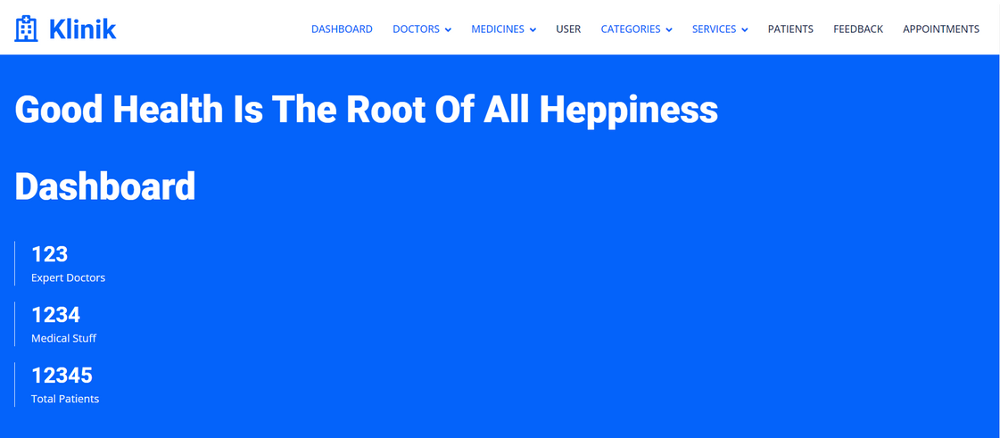 Klinik
DASHBOARD DOCTORS MEDICINES USER CATEGORIES SERVICES PATIENTS FEEDBACK APPOINTMENTS
Good Health Is The Root Of All Heppiness
Dashboard
123
Expert Doctors
1234
Medical Stuff
12345
Total Patients